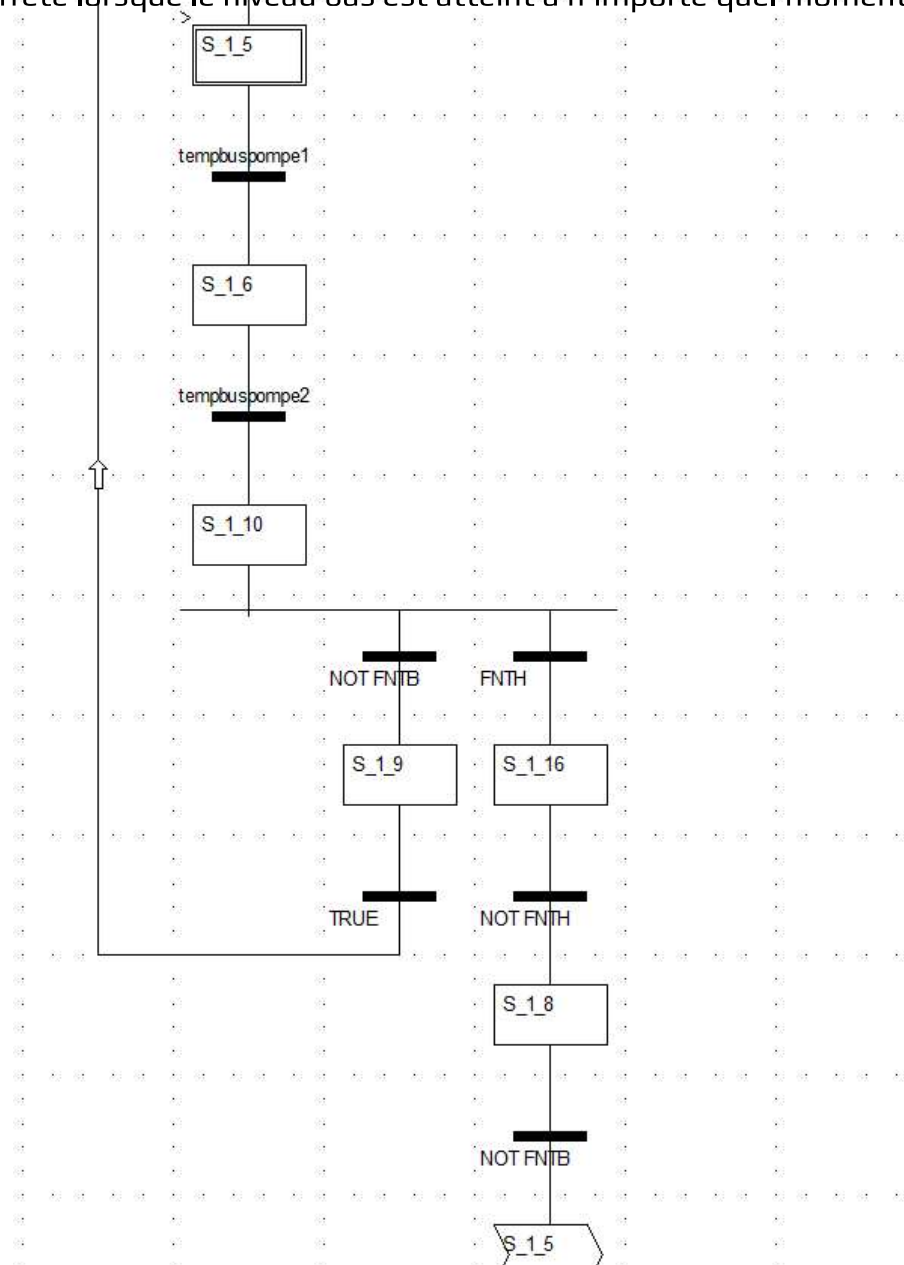 rrête lorsque le niveau bas est atteint à n'importe quel moment
S_1_5
tempbuspompe1
S_1_6
tempbuspompe2
S_1_10
NOT FNTB
FNTH
S_1_9
S_1_16
TRUE
NOT FNTH
S_1_8
NOT FNTB
S_1_5